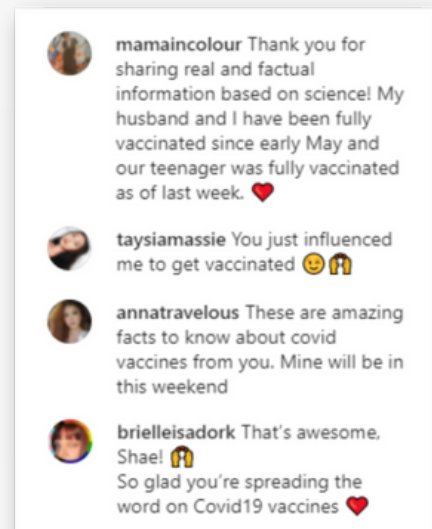 mamaincolour Thank you for
sharing real and factual
information based on science! My
husband and I have been fully
vaccinated since early May and
our teenager was fully vaccinated
as of last week. ❤️
taysiamassie You just influenced
me to get vaccinated 😉🙌
annatravelous These are amazing
facts to know about covid
vaccines from you. Mine will be in
this weekend
brielleisadork That's awesome,
Shae! 🙌
So glad you're spreading the
word on Covid19 vaccines ❤️